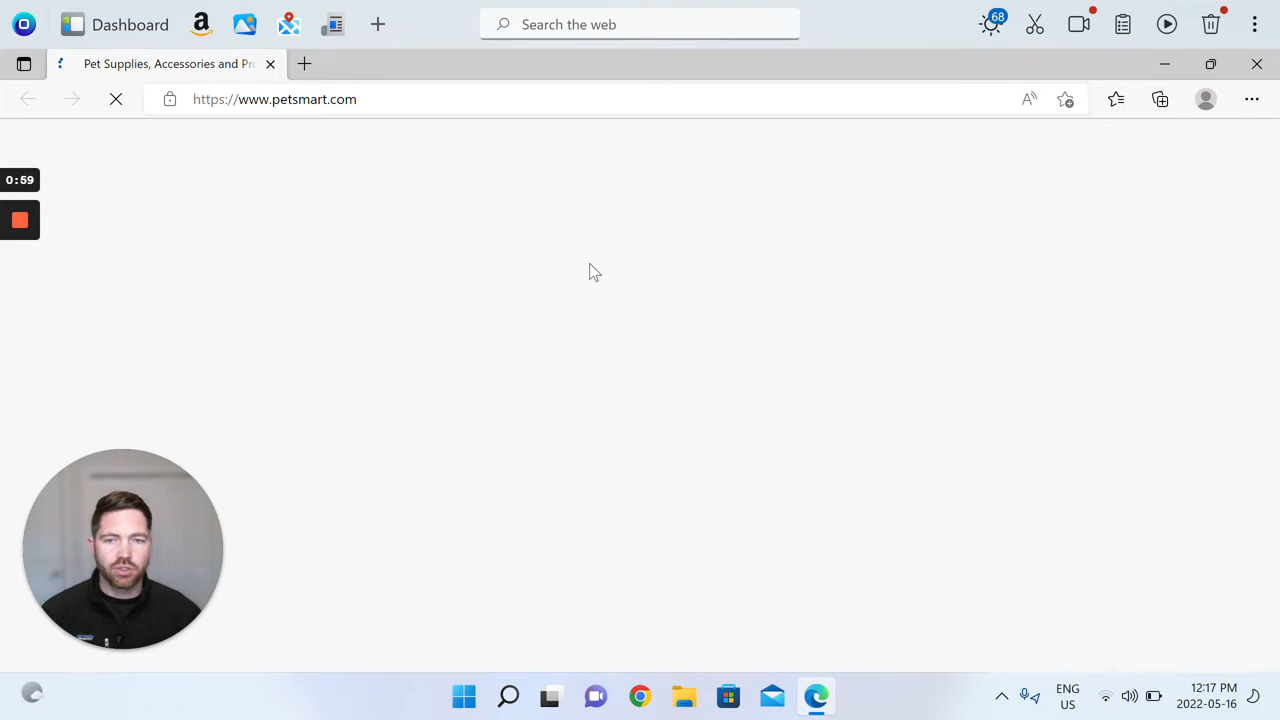 Dashboard
Search the web
68
Pet Supplies, Accessories and Pro
https://www.petsmart.com
0:59
ENG
US
12:17 PM
2022-05-16